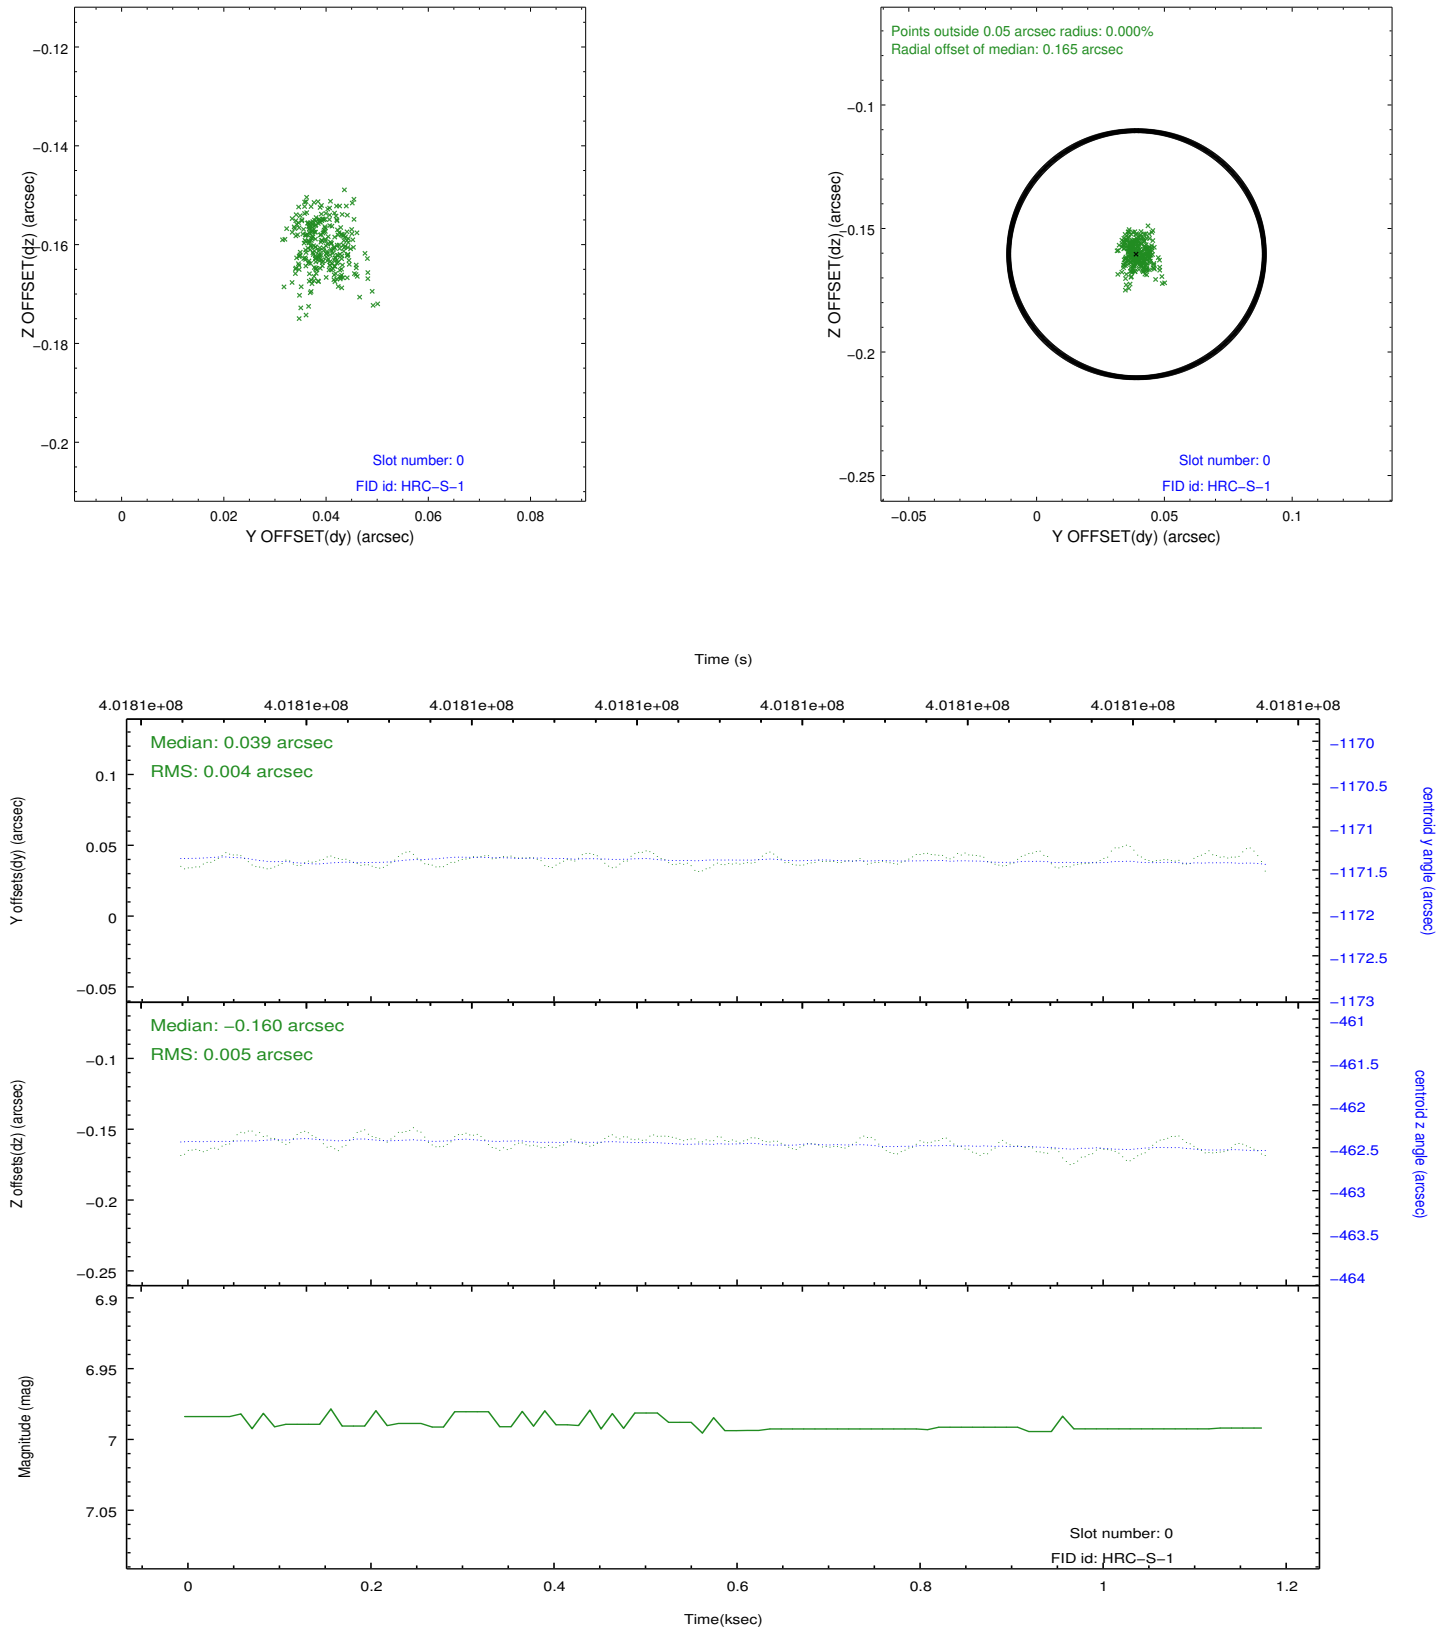 −0.12
−0.14
−0.16
−0.18
−0.2
Z OFFSET(dz) (arcsec)
Slot number: 0
FID id: HRC−S−1
0
0.02
0.04
0.06
0.08
Y OFFSET(dy) (arcsec)
Points outside 0.05 arcsec radius: 0.000%
Radial offset of median: 0.165 arcsec
−0.1
−0.15
−0.2
−0.25
Z OFFSET(dz) (arcsec)
Slot number: 0
FID id: HRC−S−1
−0.05
0
0.05
0.1
Y OFFSET(dy) (arcsec)
Time (s)
4.0181e+08 4.0181e+08 4.0181e+08 4.0181e+08 4.0181e+08 4.0181e+08 4.0181e+08 4.0181e+08
Median: 0.039 arcsec
RMS: 0.004 arcsec
0.1
0.05
0
−0.05
Y offsets(dy) (arcsec)
−1170
−1170.5
−1171
−1171.5
−1172
−1172.5
−1173
centroid y angle (arcsec)
Median: −0.160 arcsec
RMS: 0.005 arcsec
−0.1
−0.15
−0.2
−0.25
Z offsets(dz) (arcsec)
−461
−461.5
−462
−462.5
−463
−463.5
−464
centroid z angle (arcsec)
6.9
6.95
7
7.05
Magnitude (mag)
Slot number: 0
FID id: HRC−S−1
0
0.2
0.4
0.6
0.8
1
1.2
Time(ksec)